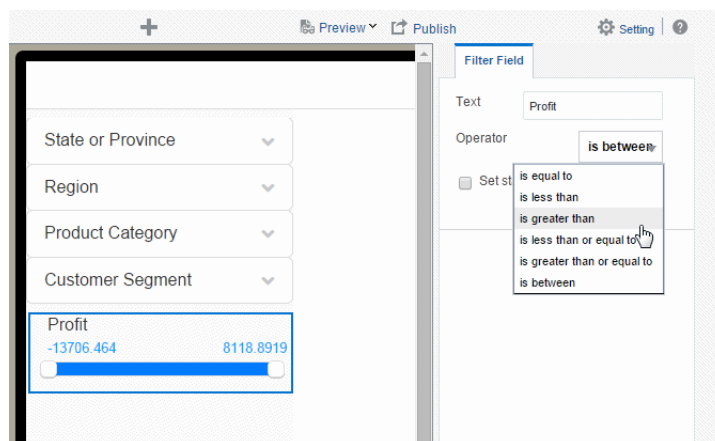 + Preview Publish Setting ?
Filter Field
Text Profit
Operator is between
Set st
is equal to
is less than
is greater than
is less than or equal to
is greater than or equal to
is between
State or Province
Region
Product Category
Customer Segment
Profit
-13706.464 8118.8919